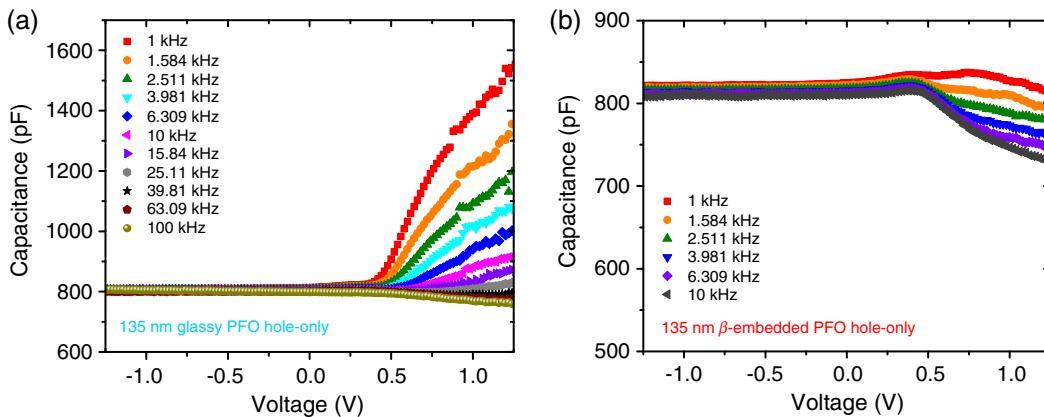 (a)
Capacitance (pF)
1600
1400
1200
1000
800
600
1 kHz
1.584 kHz
2.511 kHz
3.981 kHz
6.309 kHz
10 kHz
15.84 kHz
25.11 kHz
39.81 kHz
63.09 kHz
100 kHz
135 nm glassy PFO hole-only
-1.0 -0.5 0.0 0.5 1.0
Voltage (V)
(b)
Capacitance (pF)
900
800
700
600
500
1 kHz
1.584 kHz
2.511 kHz
3.981 kHz
6.309 kHz
10 kHz
135 nm β-embedded PFO hole-only
-1.0 -0.5 0.0 0.5 1.0
Voltage (V)